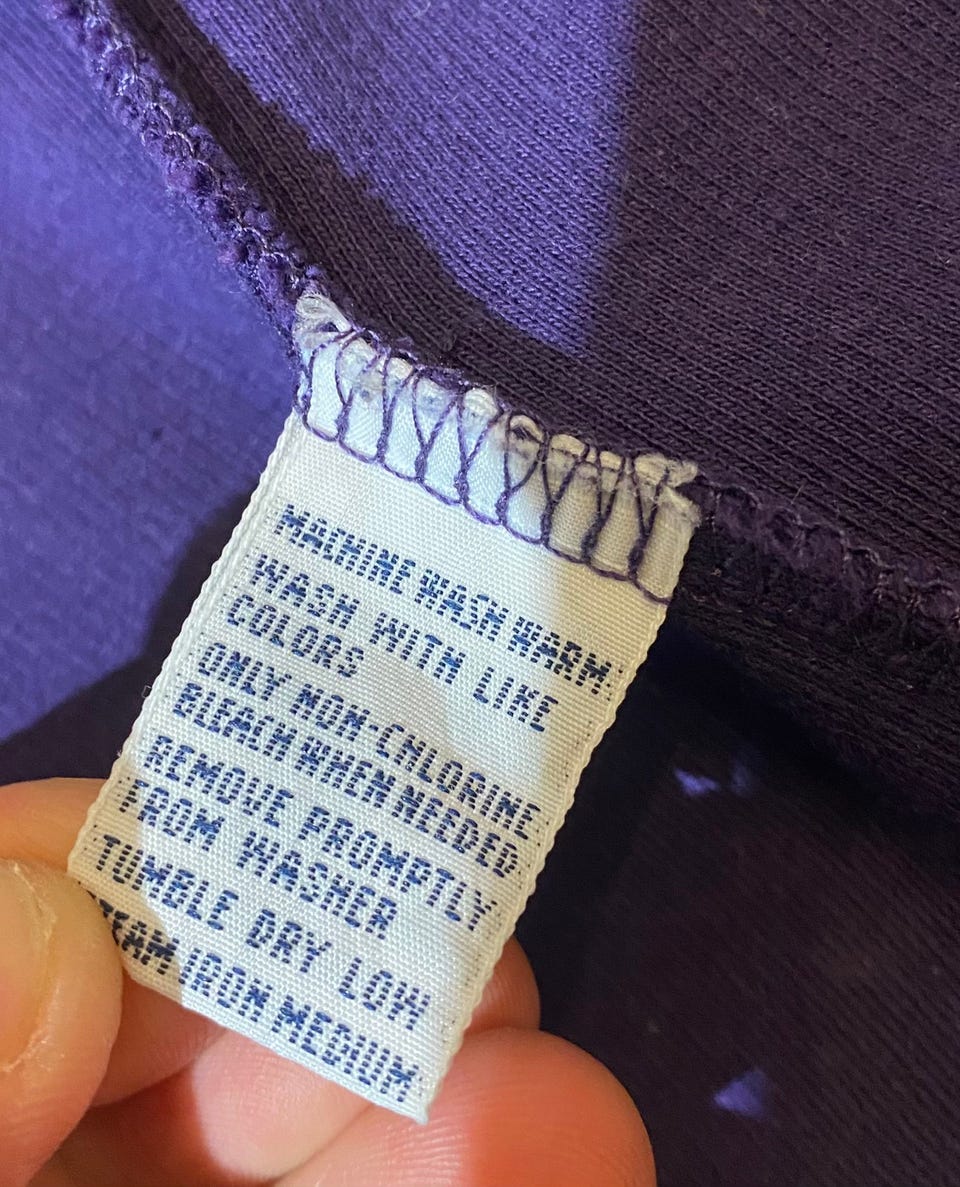 MACHINE WASH WARM
WASH WITH LIKE
COLORS
ONLY NON-CHLORINE
BLEACH WHEN NEEDED
REMOVE PROMPTLY
FROM WASHER
TUMBLE DRY LOW
STEAM IRON MEDIUM